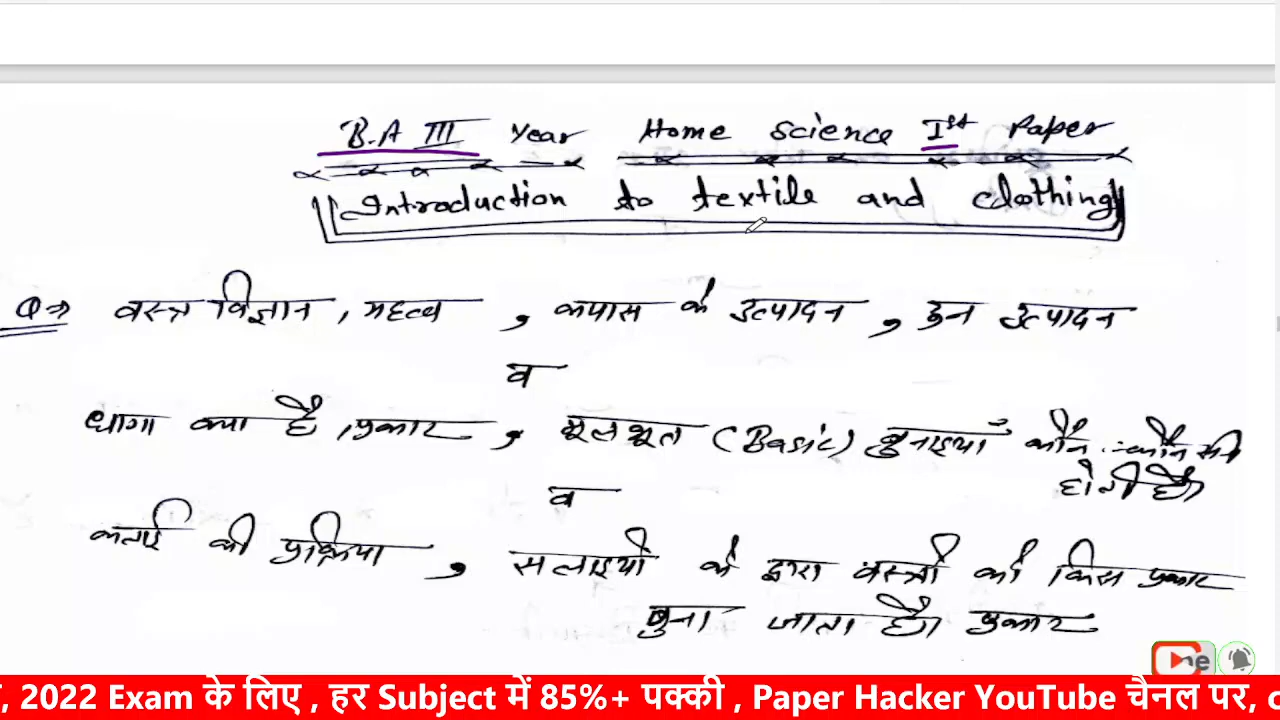 B.A III Year Home Science Ist Paper
Introduction to textile and clothing
Q⇒ वस्त्र विज्ञान, महत्व , कपास के उत्पादन , ऊन उत्पादन
व
धागा क्या है। प्रकार , मूलभूत (Basic) बुनाइयाँ कौन-कौन सी
होती है।
व
कताई की प्रक्रिया , सलाइयो के द्वारा वस्त्रो को किस प्रकार
बुना जाता है। प्रकार
, 2022 Exam के लिए , हर Subject में 85%+ पक्की , Paper Hacker YouTube चैनल पर,